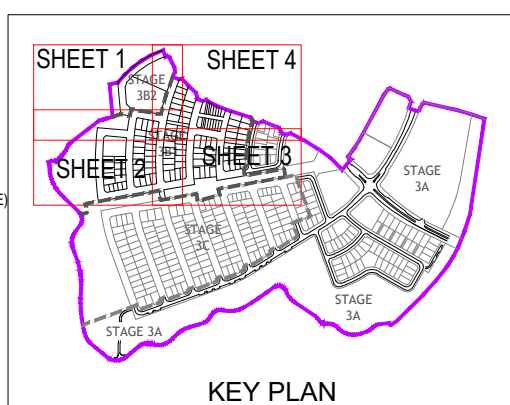 SHEET 1
SHEET 4
STAGE
3B2
STAGE
SHEET 2
SHEET 3
STAGE
3A
E)
STAGE
3C
STAGE
3A
STAGE 3A
KEY PLAN